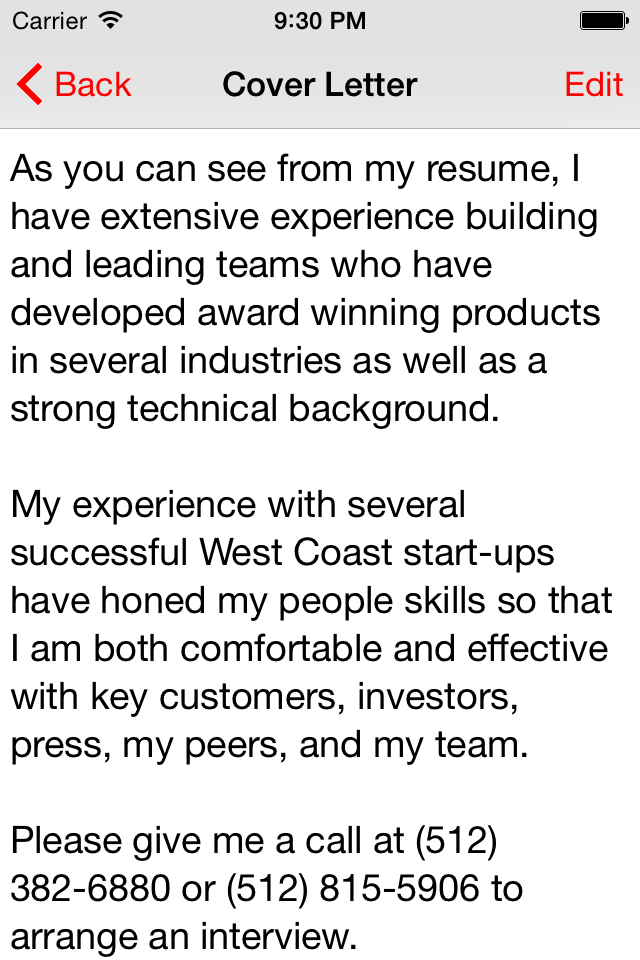 Carrier 9:30 PM
Back Cover Letter Edit
As you can see from my resume, I
have extensive experience building
and leading teams who have
developed award winning products
in several industries as well as a
strong technical background.
My experience with several
successful West Coast start-ups
have honed my people skills so that
I am both comfortable and effective
with key customers, investors,
press, my peers, and my team.
Please give me a call at (512)
382-6880 or (512) 815-5906 to
arrange an interview.